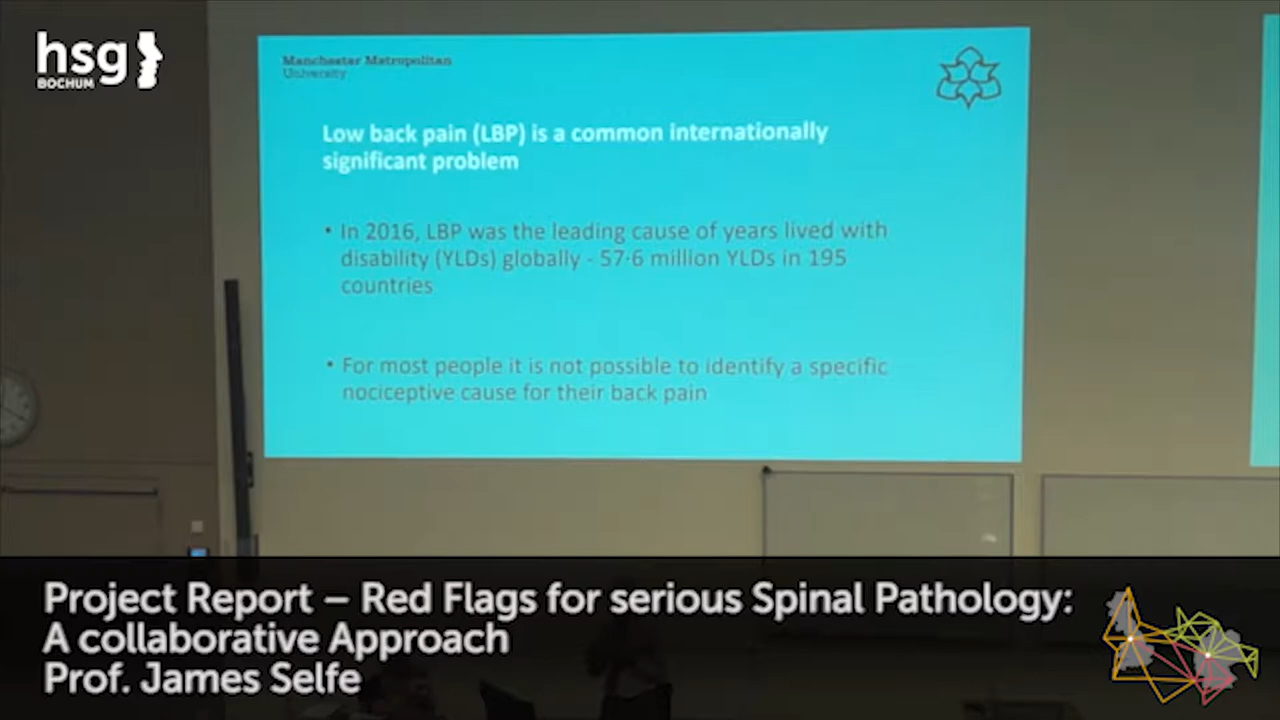 hsg
BOCHUM
Manchester Metropolitan
University
Low back pain (LBP) is a common internationally
significant problem
• In 2016, LBP was the leading cause of years lived with
disability (YLDs) globally - 57·6 million YLDs in 195
countries
• For most people it is not possible to identify a specific
nociceptive cause for their back pain
Project Report – Red Flags for serious Spinal Pathology:
A collaborative Approach
Prof. James Selfe